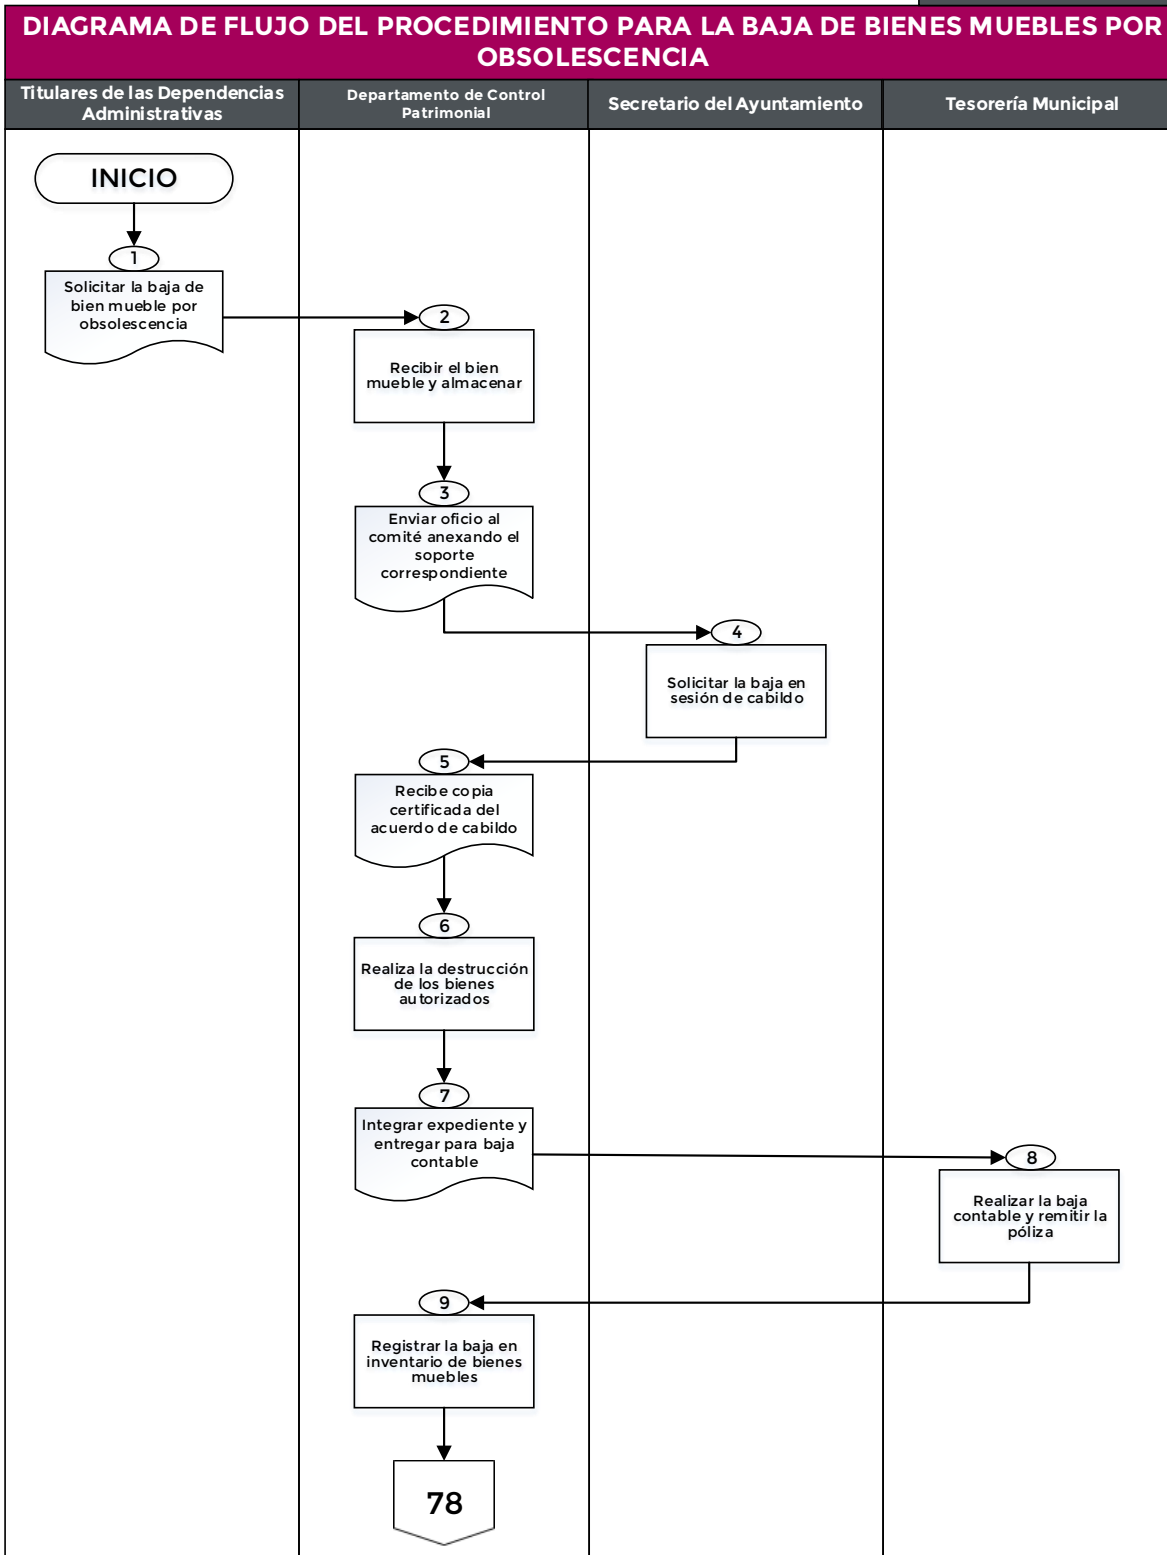 DIAGRAMA DE FLUJO DEL PROCEDIMIENTO PARA LA BAJA DE BIENES MUEBLES POR
OBSOLESCENCIA
Titulares de las Dependencias
Administrativas
Departamento de Control
Patrimonial
Secretario del Ayuntamiento
Tesorería Municipal
INICIO
1
Solicitar la baja de
bien mueble por
obsolescencia
2
Recibir el bien
mueble y almacenar
3
Enviar oficio al
comité anexando el
soporte
correspondiente
4
Solicitar la baja en
sesión de cabildo
5
Recibe copia
certificada del
acuerdo de cabildo
6
Realiza la destrucción
de los bienes
autorizados
7
Integrar expediente y
entregar para baja
contable
8
Realizar la baja
contable y remitir la
póliza
9
Registrar la baja en
inventario de bienes
muebles
78